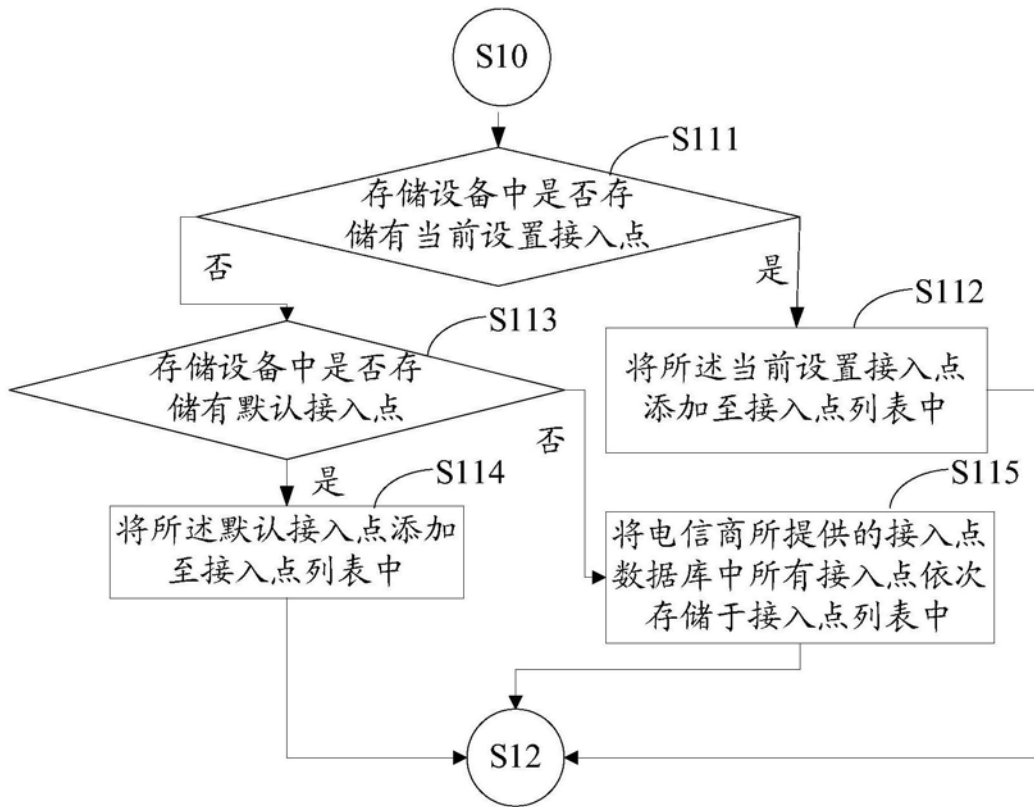 S10
S111
存储设备中是否存
储有当前设置接入点
否
是
S113
S112
存储设备中是否存
储有默认接入点
将所述当前设置接入点
添加至接入点列表中
否
是
S114
S115
将所述默认接入点添加
至接入点列表中
将电信商所提供的接入点
数据库中所有接入点依次
存储于接入点列表中
S12